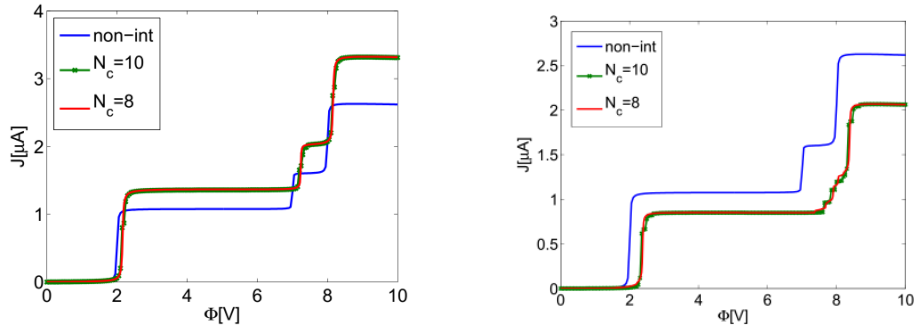 4
3
2
1
0
J[µA]
non−int
N_c=10
N_c=8
0 2 4 6 8 10
Φ[V]
3
2.5
2
1.5
1
0.5
0
J[µA]
non−int
N_c=10
N_c=8
0 2 4 6 8 10
Φ[V]